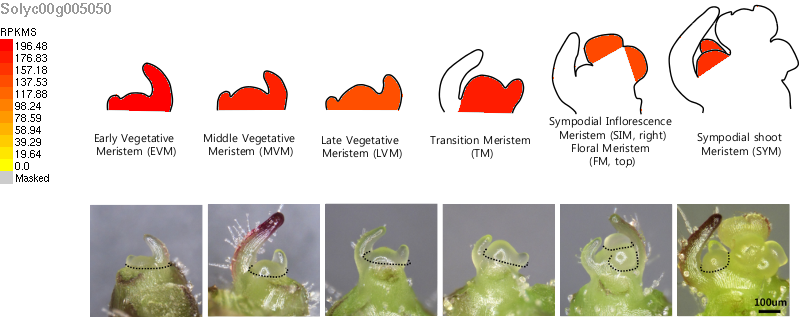 Solyc00g005050
RPKMS
196.48
176.83
157.18
137.53
117.88
98.24
78.59
58.94
39.29
19.64
0.0
Masked
Early Vegetative
Meristem (EVM)
Middle Vegetative
Meristem (MVM)
Late Vegetative
Meristem (LVM)
Transition Meristem
(TM)
Sympodial Inflorescence
Meristem (SIM, right)
Floral Meristem
(FM, top)
Sympodial shoot
Meristem (SYM)
100um